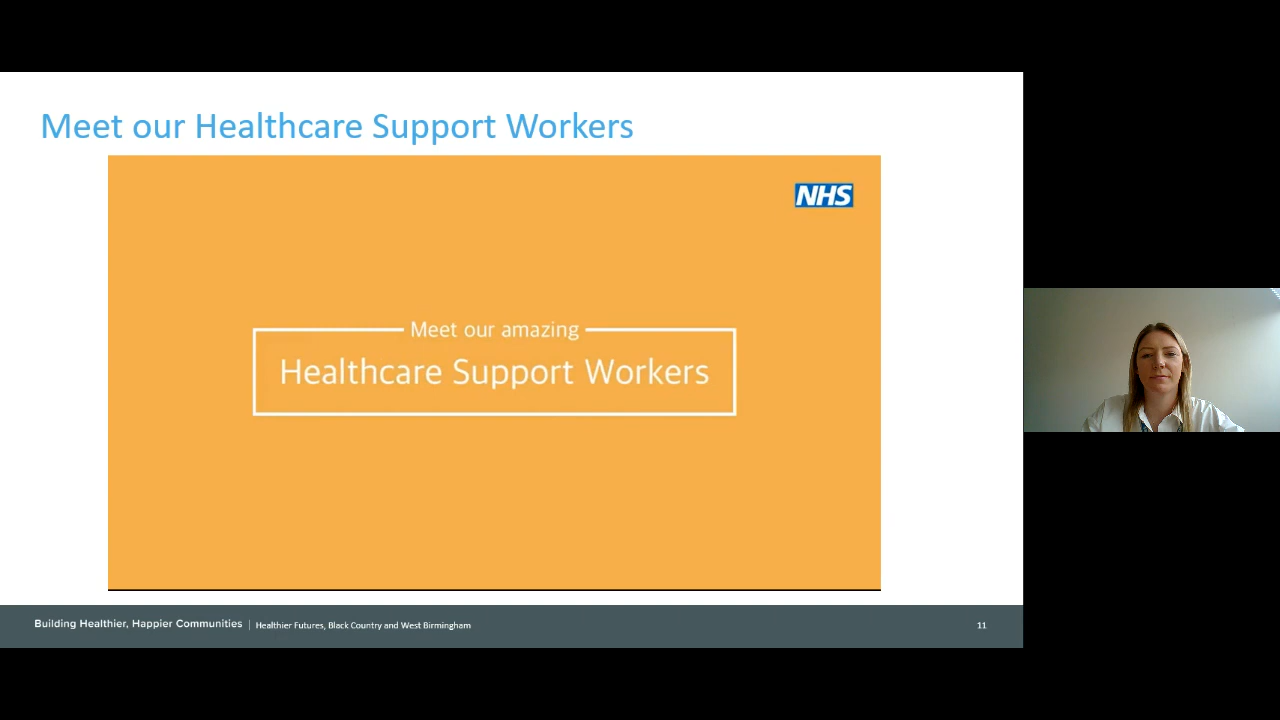 Meet our Healthcare Support Workers
NHS
Meet our amazing
Healthcare Support Workers
Building Healthier, Happier Communities | Healthier Futures, Black Country and West Birmingham
11